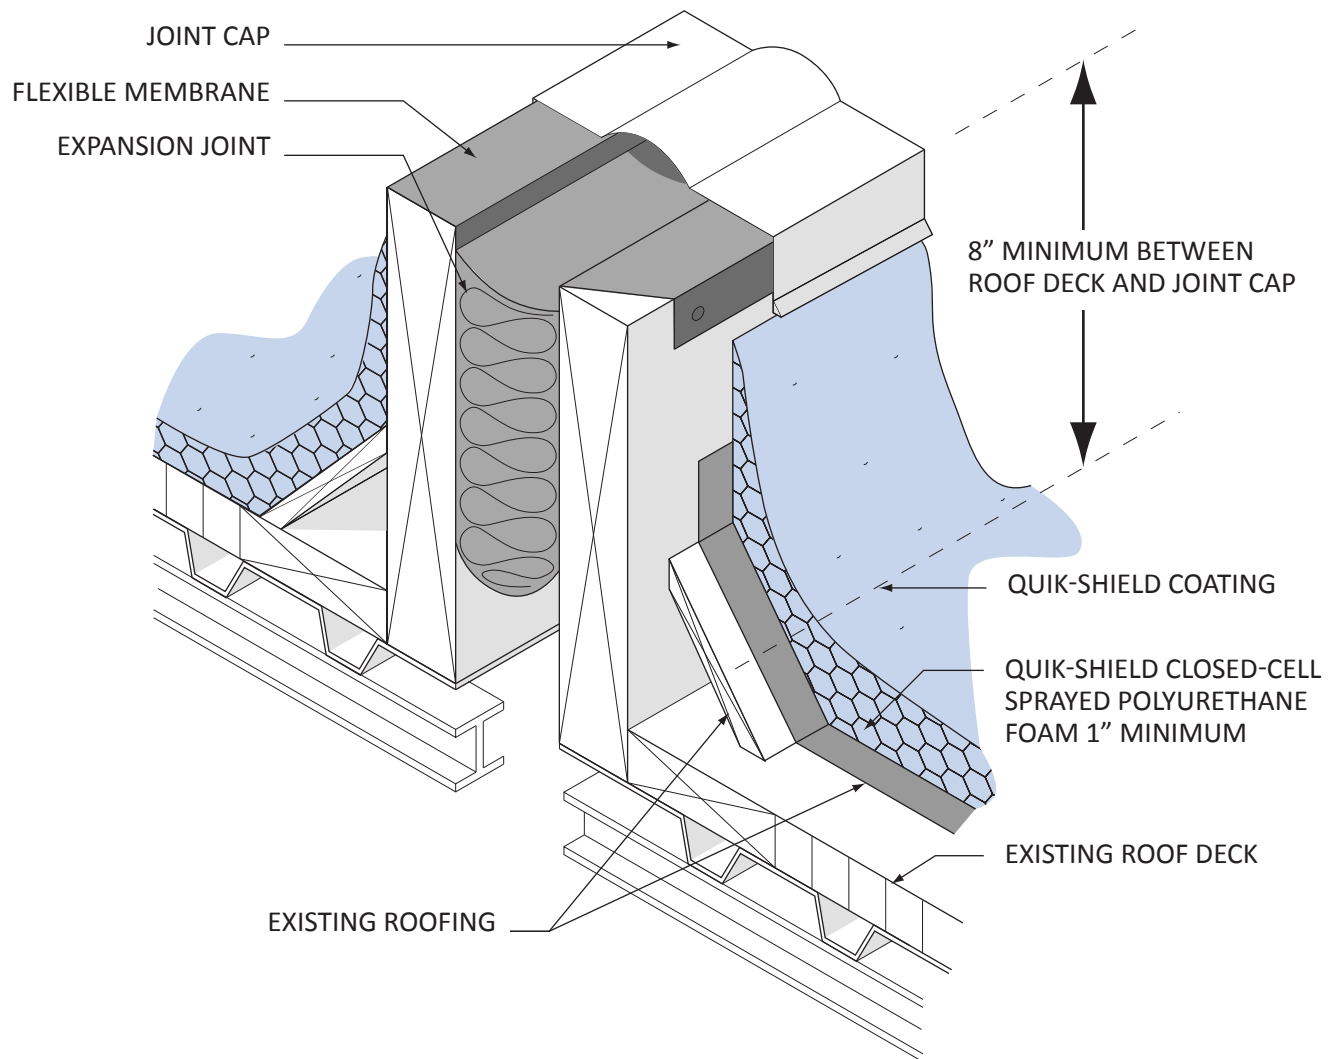 JOINT CAP
FLEXIBLE MEMBRANE
EXPANSION JOINT
8” MINIMUM BETWEEN
ROOF DECK AND JOINT CAP
QUIK-SHIELD COATING
QUIK-SHIELD CLOSED-CELL
SPRAYED POLYURETHANE
FOAM 1” MINIMUM
EXISTING ROOF DECK
EXISTING ROOFING